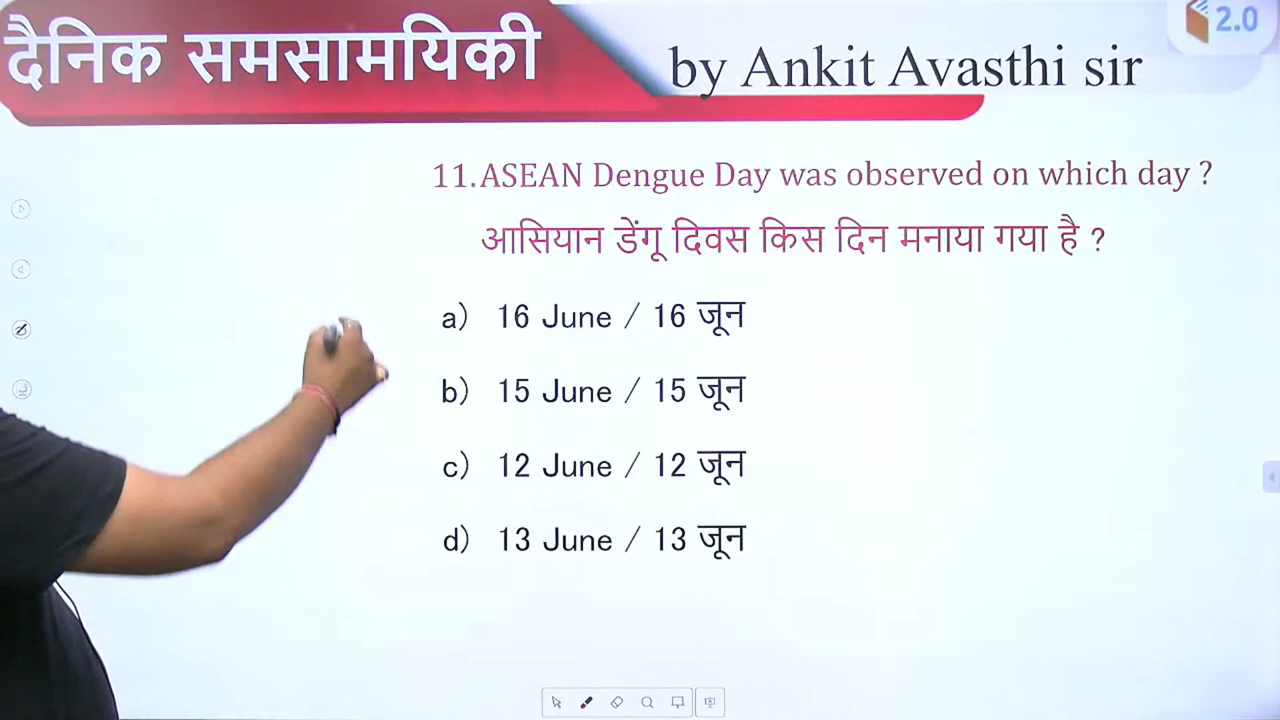 दैनिक समसामयिकी
by Ankit Avasthi sir
2.0
11.ASEAN Dengue Day was observed on which day ?
आसियान डेंगू दिवस किस दिन मनाया गया है ?
a) 16 June / 16 जून
b) 15 June / 15 जून
c) 12 June / 12 जून
d) 13 June / 13 जून